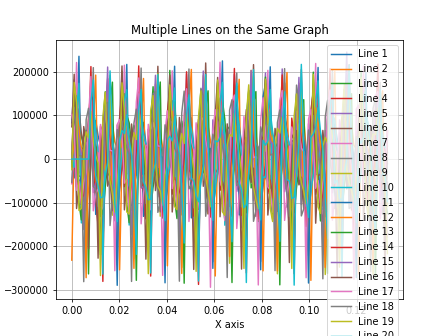 Multiple Lines on the Same Graph
200000
100000
0
−100000
−200000
−300000
0.00
0.02
0.04
0.06
0.08
0.10
X axis
Line 1
Line 2
Line 3
Line 4
Line 5
Line 6
Line 7
Line 8
Line 9
Line 10
Line 11
Line 12
Line 13
Line 14
Line 15
Line 16
Line 17
Line 18
Line 19
Line 20